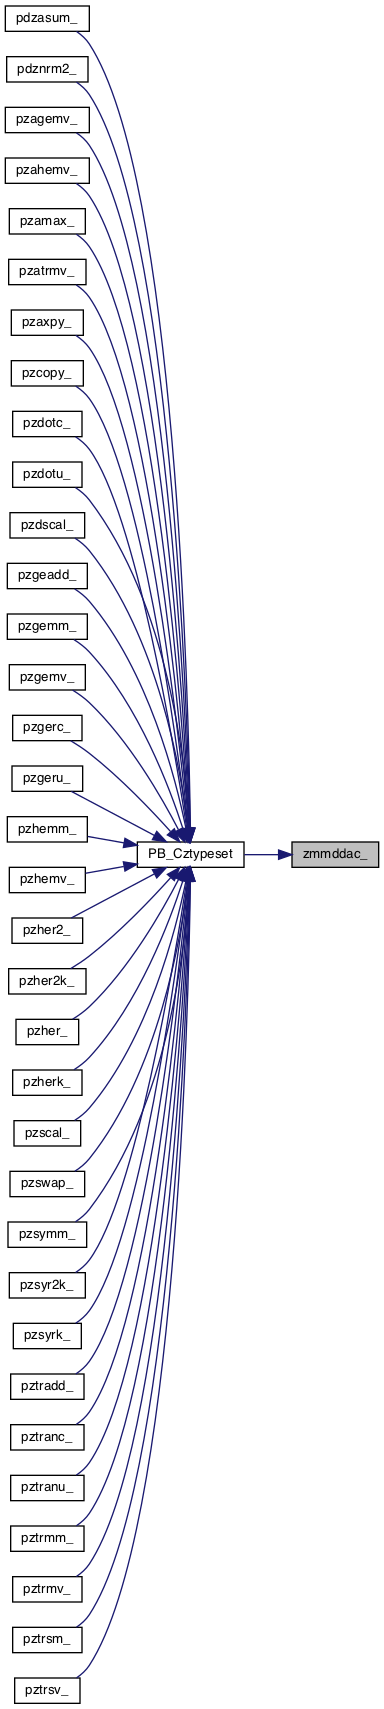 pdzasum_
pdznrm2_
pzagemv_
pzahemv_
pzamax_
pzatrmv_
pzaxpy_
pzcopy_
pzdotc_
pzdotu_
pzdscal_
pzgeadd_
pzgemm_
pzgemv_
pzgerc_
pzgeru_
pzhemm_
PB_Cztypeset
zmmddac_
pzhemv_
pzher2_
pzher2k_
pzher_
pzherk_
pzscal_
pzswap_
pzsymm_
pzsyr2k_
pzsyrk_
pztradd_
pztranc_
pztranu_
pztrmm_
pztrmv_
pztrsm_
pztrsv_